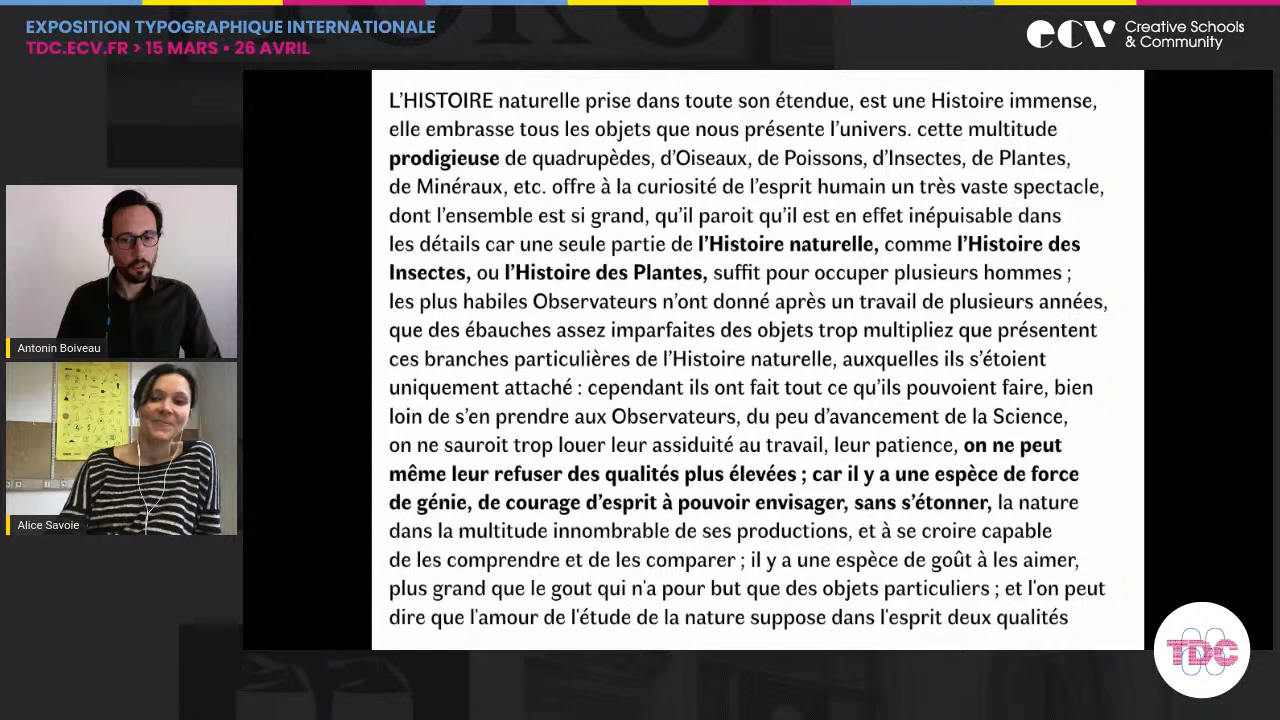 EXPOSITION TYPOGRAPHIQUE INTERNATIONALE
TDC.ECV.FR > 15 MARS • 26 AVRIL
ecv Creative Schools
& Community
L’HISTOIRE naturelle prise dans toute son étendue, est une Histoire immense,
elle embrasse tous les objets que nous présente l’univers. cette multitude
prodigieuse de quadrupèdes, d’Oiseaux, de Poissons, d’Insectes, de Plantes,
de Minéraux, etc. offre à la curiosité de l’esprit humain un très vaste spectacle,
dont l’ensemble est si grand, qu’il paroit qu’il est en effet inépuisable dans
les détails car une seule partie de l’Histoire naturelle, comme l’Histoire des
Insectes, ou l’Histoire des Plantes, suffit pour occuper plusieurs hommes ;
les plus habiles Observateurs n’ont donné après un travail de plusieurs années,
que des ébauches assez imparfaites des objets trop multipliez que présentent
ces branches particulières de l’Histoire naturelle, auxquelles ils s’étoient
uniquement attaché : cependant ils ont fait tout ce qu’ils pouvoient faire, bien
loin de s’en prendre aux Observateurs, du peu d’avancement de la Science,
on ne sauroit trop louer leur assiduité au travail, leur patience, on ne peut
même leur refuser des qualités plus élevées ; car il y a une espèce de force
de génie, de courage d’esprit à pouvoir envisager, sans s’étonner, la nature
dans la multitude innombrable de ses productions, et à se croire capable
de les comprendre et de les comparer ; il y a une espèce de goût à les aimer,
plus grand que le gout qui n'a pour but que des objets particuliers ; et l'on peut
dire que l'amour de l'étude de la nature suppose dans l'esprit deux qualités
Antonin Boiveau
Alice Savoie
TDC